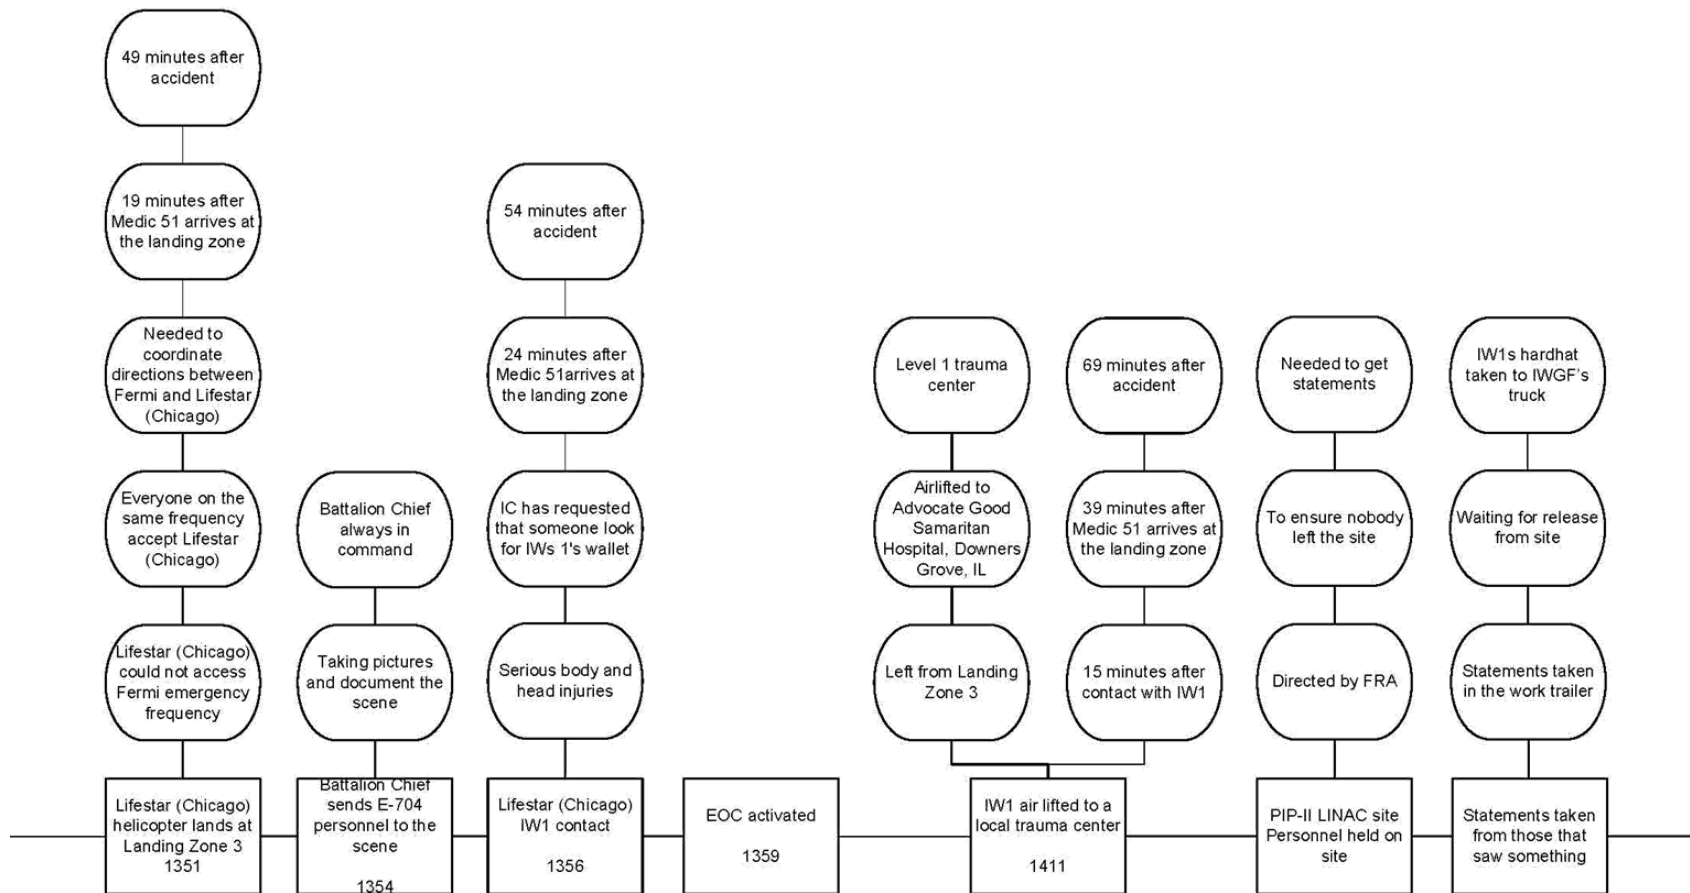 49 minutes after
accident
19 minutes after
Medic 51 arrives at
the landing zone
Needed to
coordinate
directions between
Fermi and Lifestar
(Chicago)
Everyone on the
same frequency
accept Lifestar
(Chicago)
Lifestar (Chicago)
could not access
Fermi emergency
frequency
Lifestar (Chicago)
helicopter lands at
Landing Zone 3
1351
Battalion Chief
always in
command
Taking pictures
and document the
scene
Battalion Chief
sends E-704
personnel to the
scene
1354
54 minutes after
accident
24 minutes after
Medic 51arrives at
the landing zone
IC has requested
that someone look
for IWs 1's wallet
Serious body and
head injuries
Lifestar (Chicago)
IW1 contact
1356
EOC activated
1359
Level 1 trauma
center
Airlifted to
Advocate Good
Samaritan
Hospital, Downers
Grove, IL
Left from Landing
Zone 3
69 minutes after
accident
39 minutes after
Medic 51 arrives at
the landing zone
15 minutes after
contact with IW1
IW1 air lifted to a
local trauma center
1411
Needed to get
statements
To ensure nobody
left the site
Directed by FRA
PIP-II LINAC site
Personnel held on
site
IW1s hardhat
taken to IWGF's
truck
Waiting for release
from site
Statements taken
in the work trailer
Statements taken
from those that
saw something